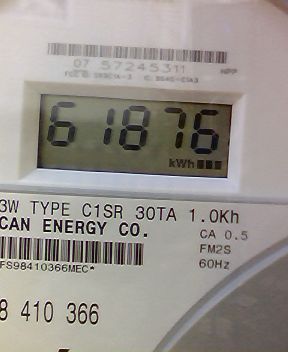 07 57245311
61876
kWh
3W TYPE C1SR 30TA 1.0Kh
CAN ENERGY CO.
CA 0.5
FM2S
60Hz
FS98410366MEC*
8 410 366